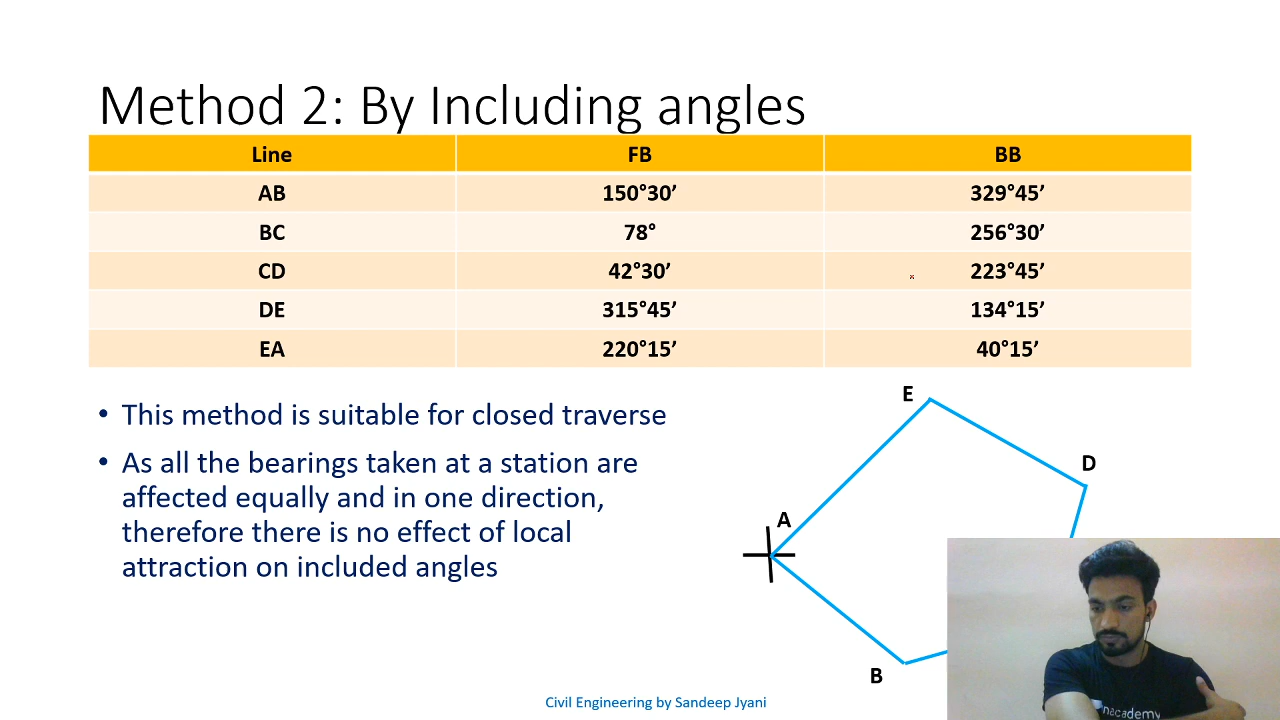 Method 2: By Including angles
Line FB BB
AB 150°30’ 329°45’
BC 78° 256°30’
CD 42°30’ 223°45’
DE 315°45’ 134°15’
EA 220°15’ 40°15’
• This method is suitable for closed traverse
• As all the bearings taken at a station are
affected equally and in one direction,
therefore there is no effect of local
attraction on included angles
E
D
A
B
nacademy
Civil Engineering by Sandeep Jyani